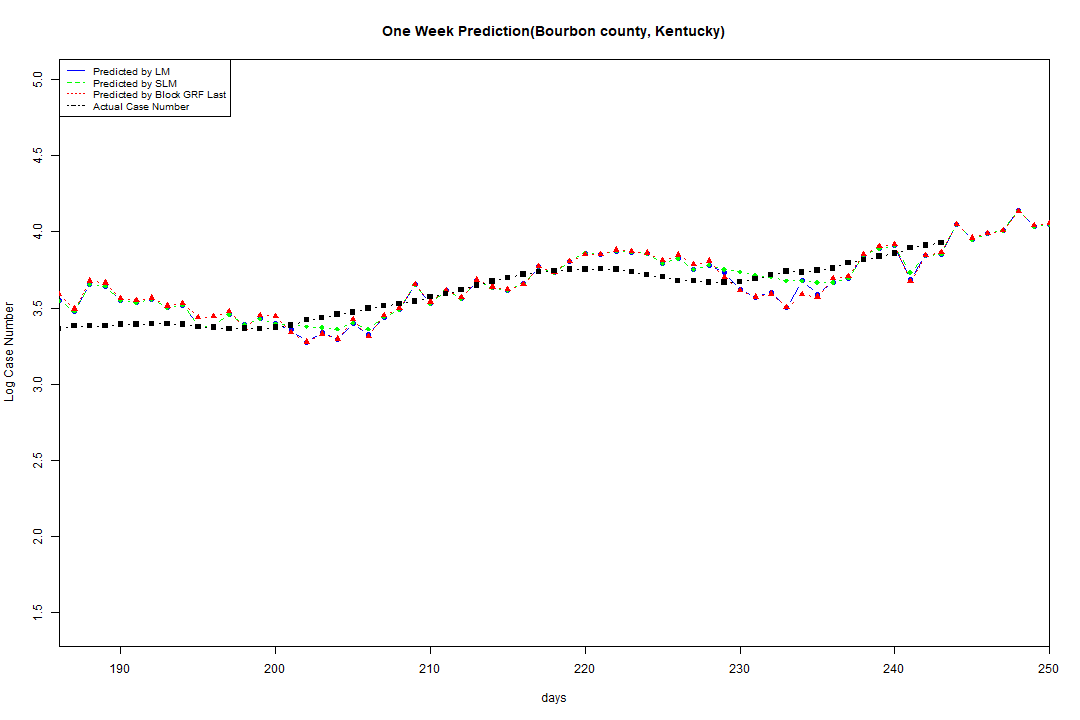 One Week Prediction(Bourbon county, Kentucky)
Predicted by LM
Predicted by SLM
Predicted by Block GRF Last
Actual Case Number
5.0
4.5
4.0
3.5
3.0
2.5
2.0
1.5
Log Case Number
190 200 210 220 230 240 250
days